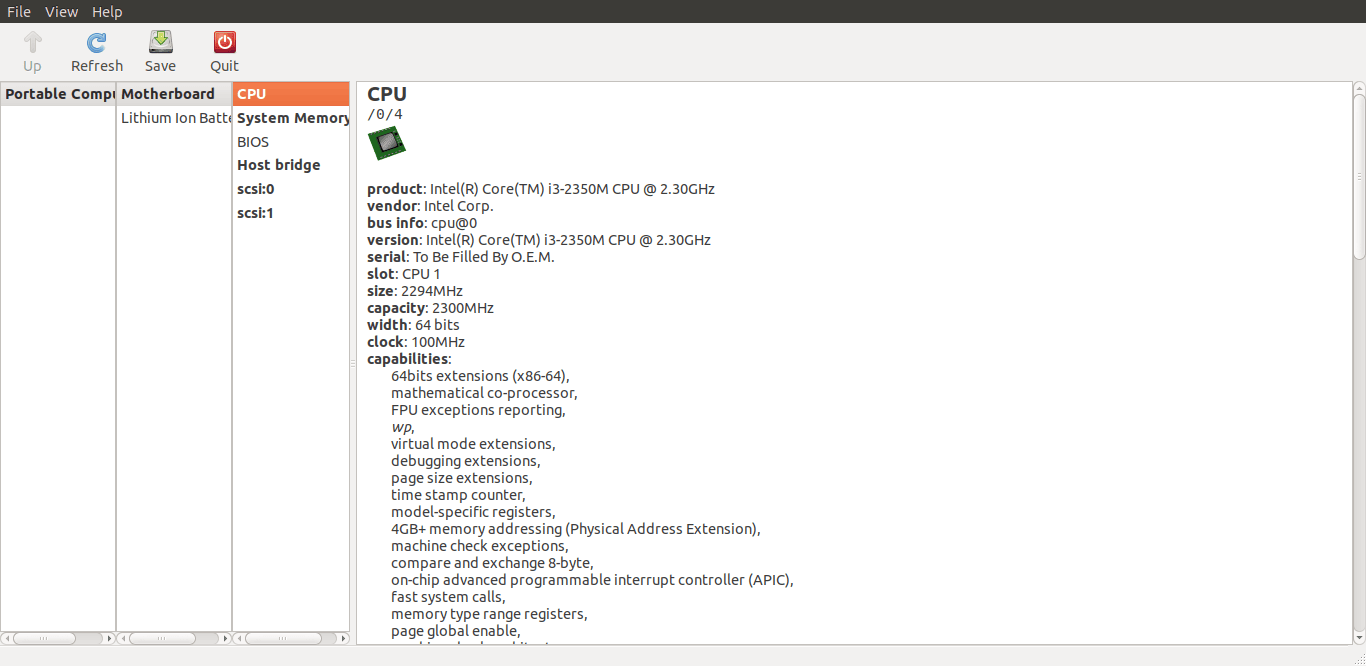 File View Help
Up Refresh Save Quit
Portable Compu
Motherboard
Lithium Ion Batte
CPU
System Memory
BIOS
Host bridge
scsi:0
scsi:1
CPU
/0/4
product: Intel(R) Core(TM) i3-2350M CPU @ 2.30GHz
vendor: Intel Corp.
bus info: cpu@0
version: Intel(R) Core(TM) i3-2350M CPU @ 2.30GHz
serial: To Be Filled By O.E.M.
slot: CPU 1
size: 2294MHz
capacity: 2300MHz
width: 64 bits
clock: 100MHz
capabilities:
64bits extensions (x86-64),
mathematical co-processor,
FPU exceptions reporting,
wp,
virtual mode extensions,
debugging extensions,
page size extensions,
time stamp counter,
model-specific registers,
4GB+ memory addressing (Physical Address Extension),
machine check exceptions,
compare and exchange 8-byte,
on-chip advanced programmable interrupt controller (APIC),
fast system calls,
memory type range registers,
page global enable,